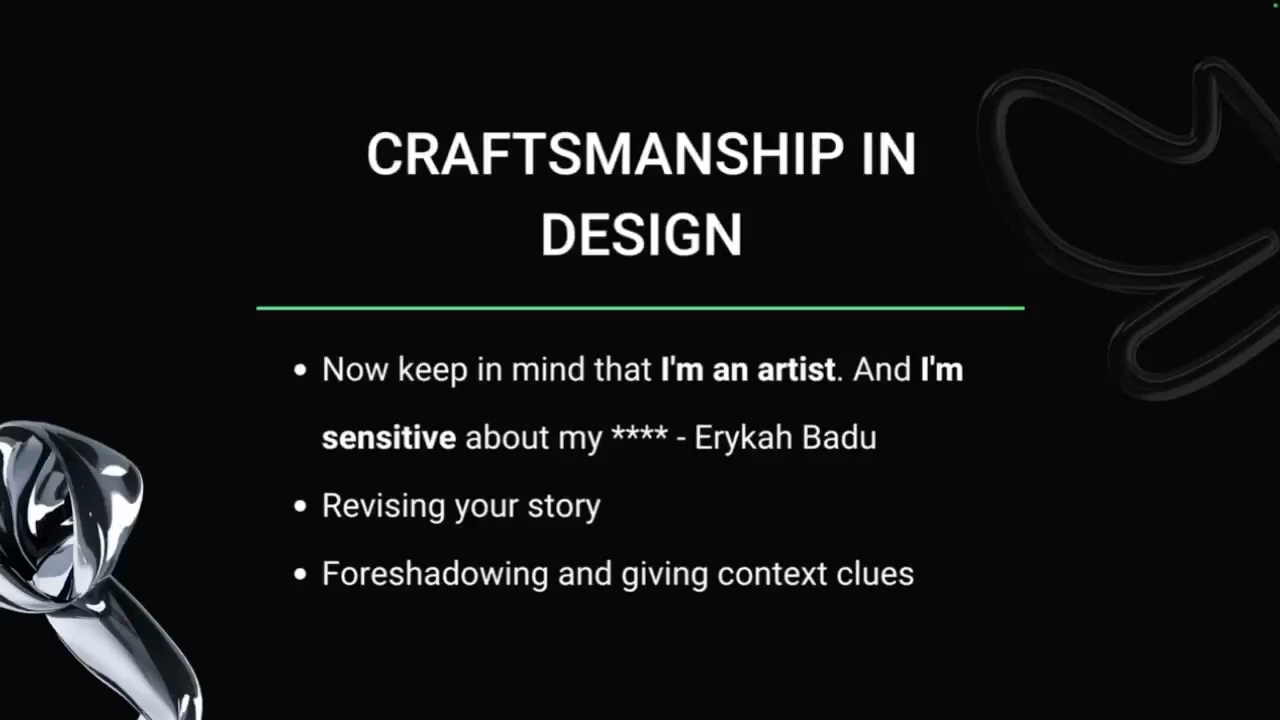 CRAFTSMANSHIP IN
DESIGN
• Now keep in mind that I'm an artist. And I'm
sensitive about my **** - Erykah Badu
• Revising your story
• Foreshadowing and giving context clues